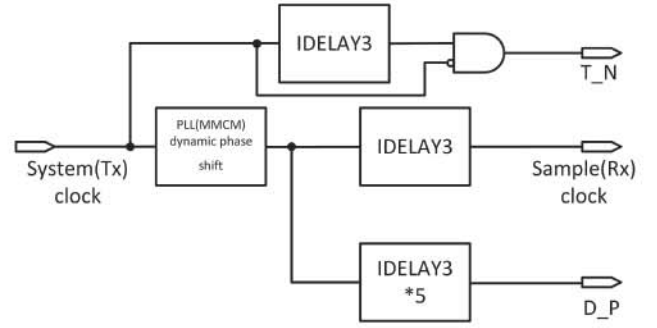 IDELAY3
T_N
PLL(MMCM)
dynamic phase
shift
IDELAY3
System(Tx)
clock
Sample(Rx)
clock
IDELAY3
*5
D_P